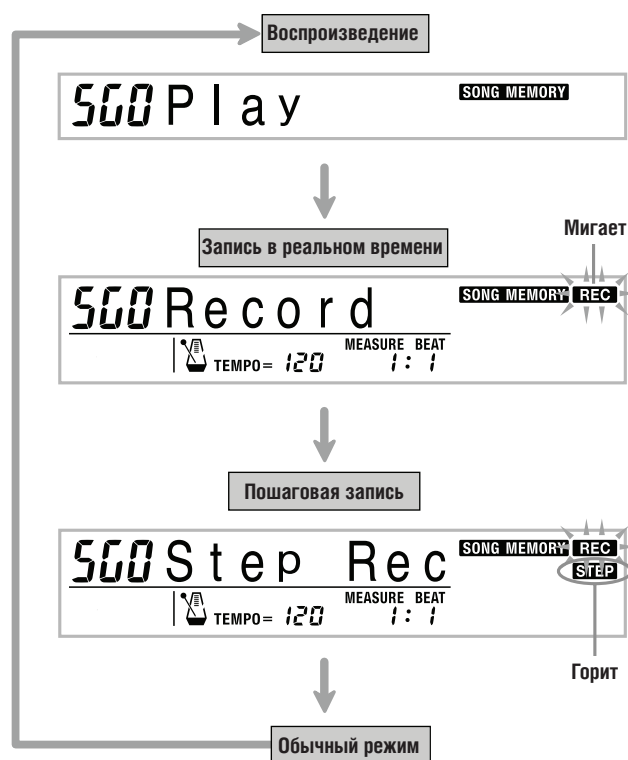 Воспроизведение
SG0 Play SONG MEMORY
Запись в реальном времени
Мигает
SG0 Record SONG MEMORY REC
TEMPO= 120 MEASURE BEAT 1: 1
Пошаговая запись
SG0 Step Rec SONG MEMORY REC
STEP
TEMPO= 120 MEASURE BEAT 1: 1
Горит
Обычный режим